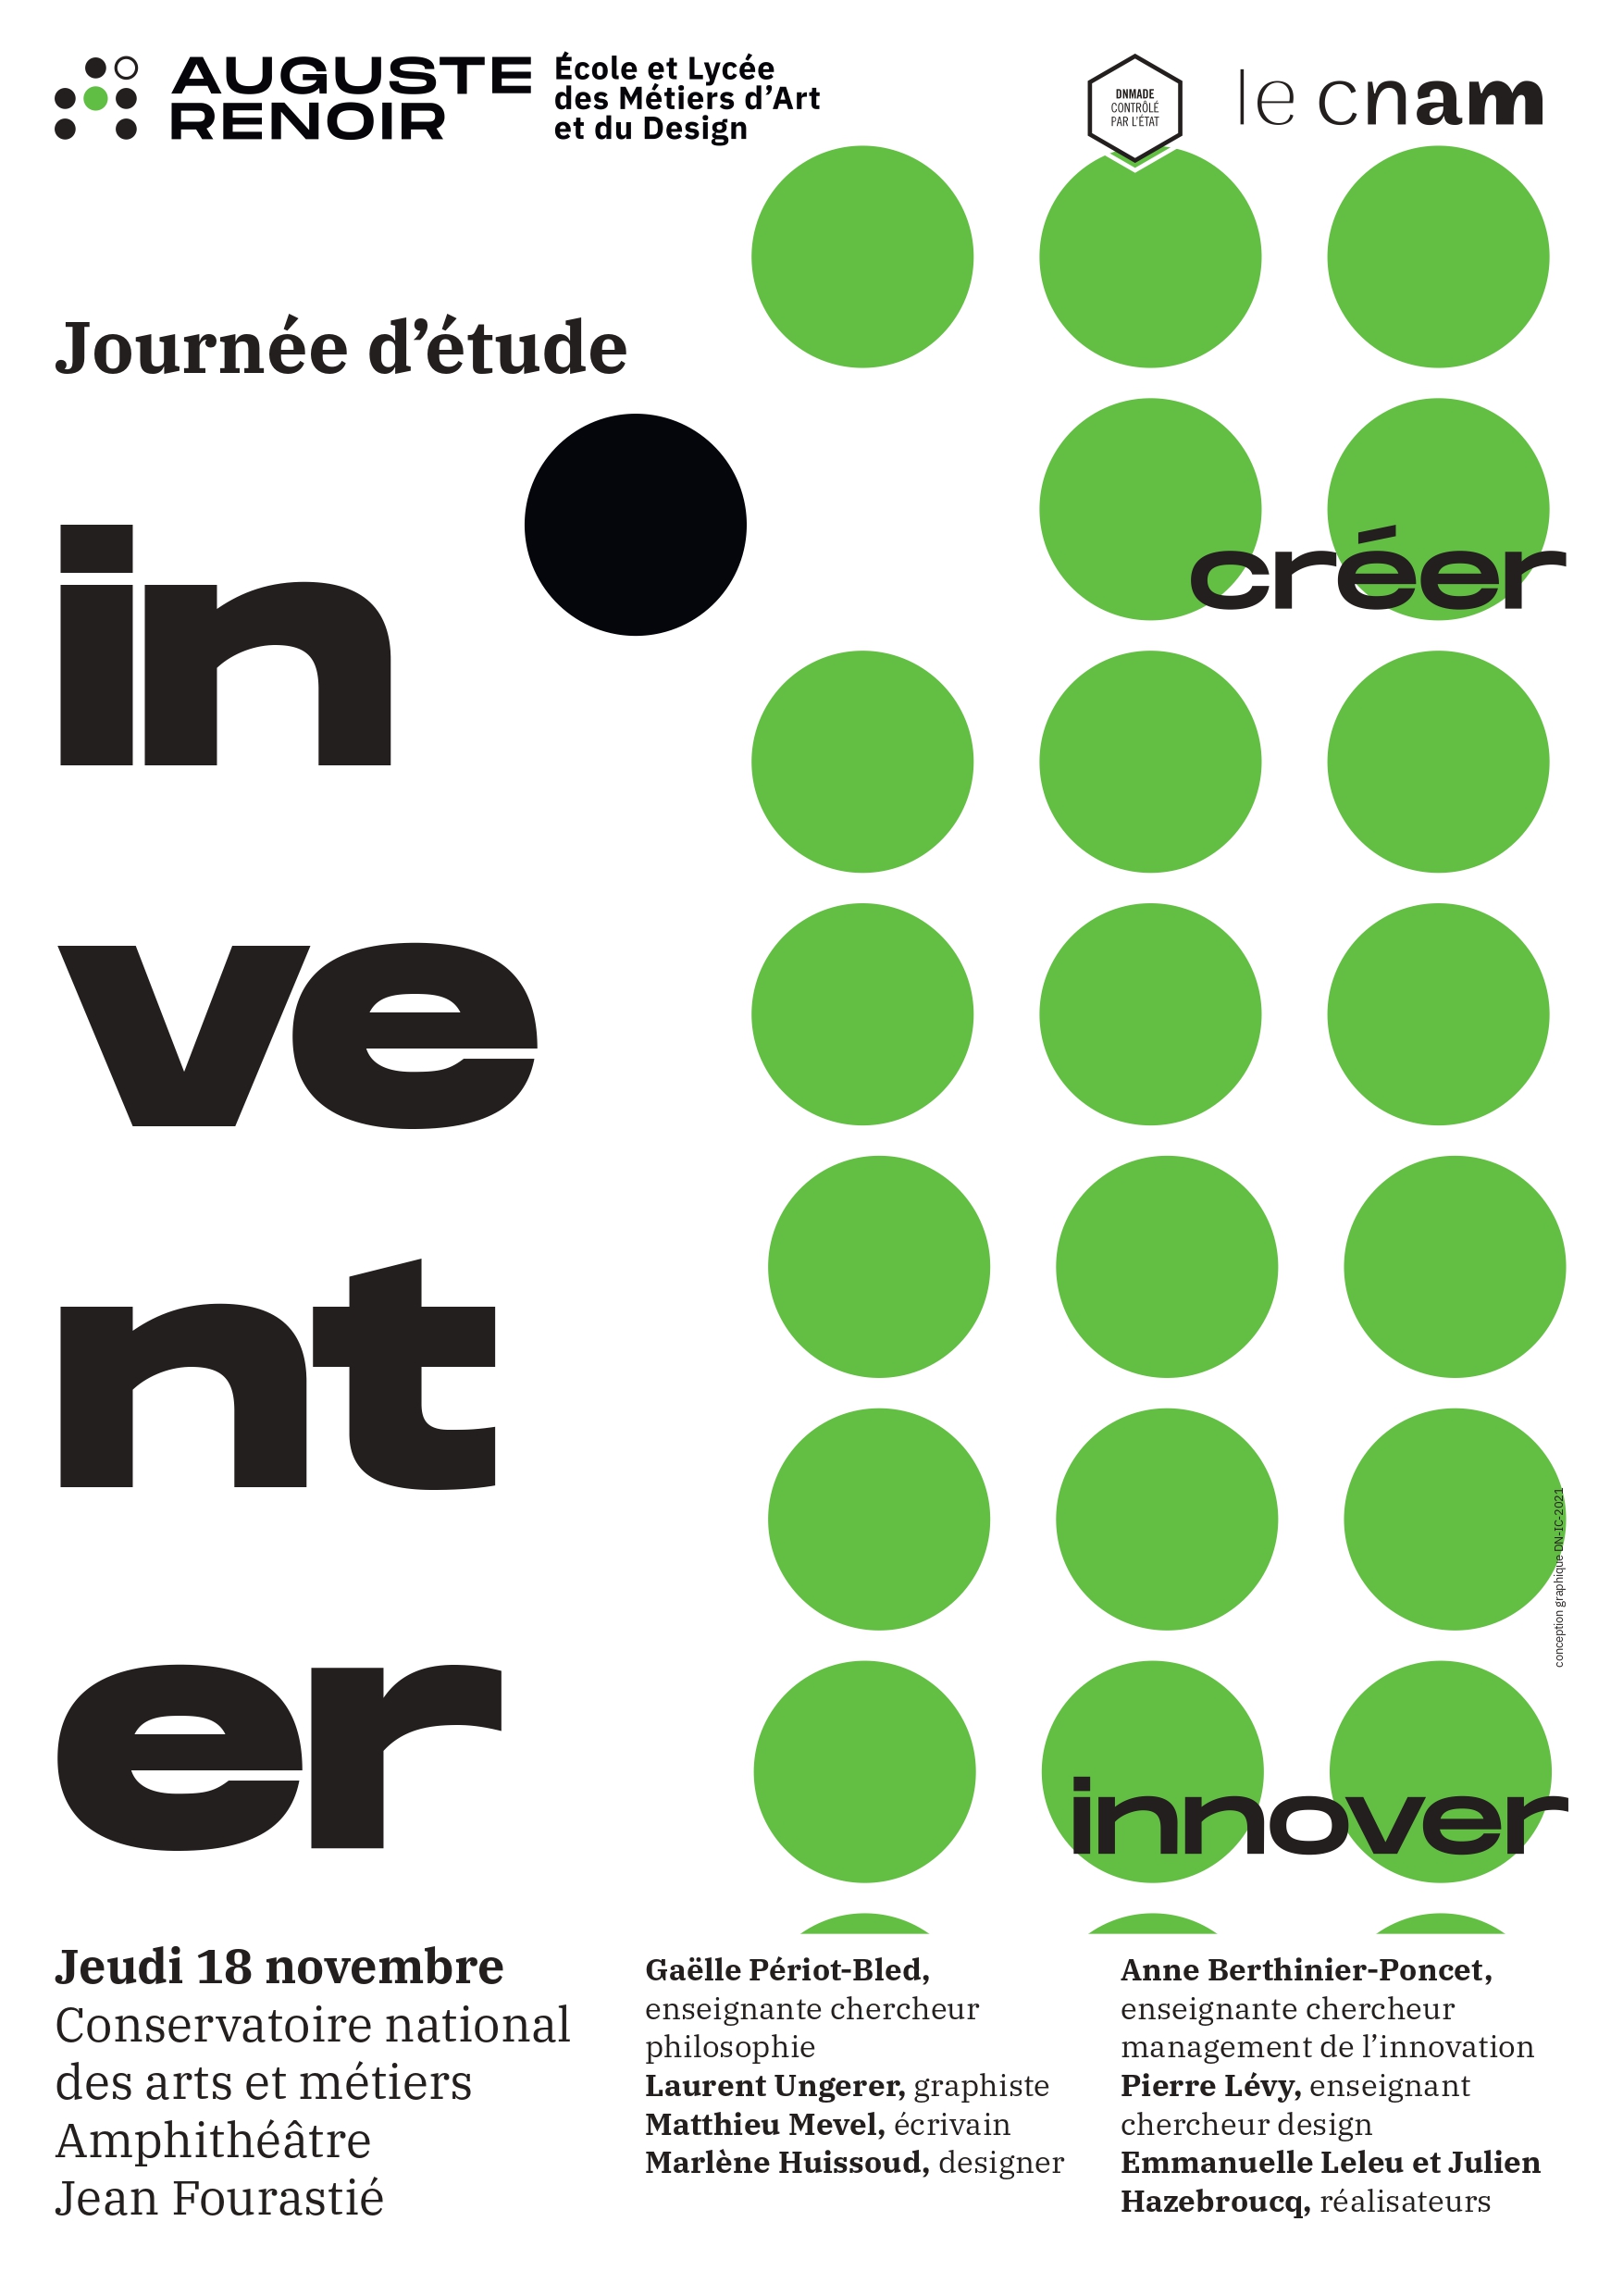 AUGUSTE
RENOIR
École et Lycée
des Métiers d’Art
et du Design
DNMADE
CONTRÔLÉ
PAR L’ÉTAT
le cnam
Journée d’étude
in
ve
nt
er
créer
innover
conception graphique DN-IC-2021
Jeudi 18 novembre
Conservatoire national
des arts et métiers
Amphithéâtre
Jean Fourastié
Gaëlle Périot-Bled,
enseignante chercheur
philosophie
Laurent Ungerer, graphiste
Matthieu Mevel, écrivain
Marlène Huissoud, designer
Anne Berthinier-Poncet,
enseignante chercheur
management de l’innovation
Pierre Lévy, enseignant
chercheur design
Emmanuelle Leleu et Julien
Hazebroucq, réalisateurs